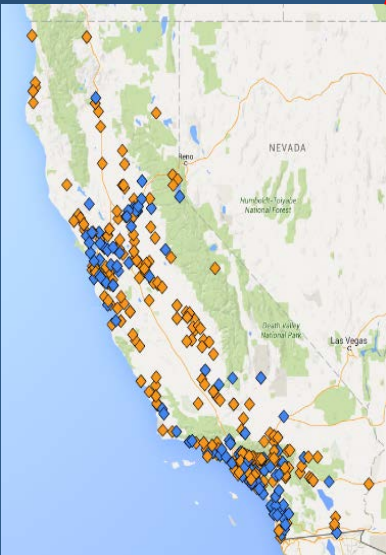 Reno
NEVADA
Humboldt-Toiyabe
National Forest
Death Valley
National Park
Las Vegas